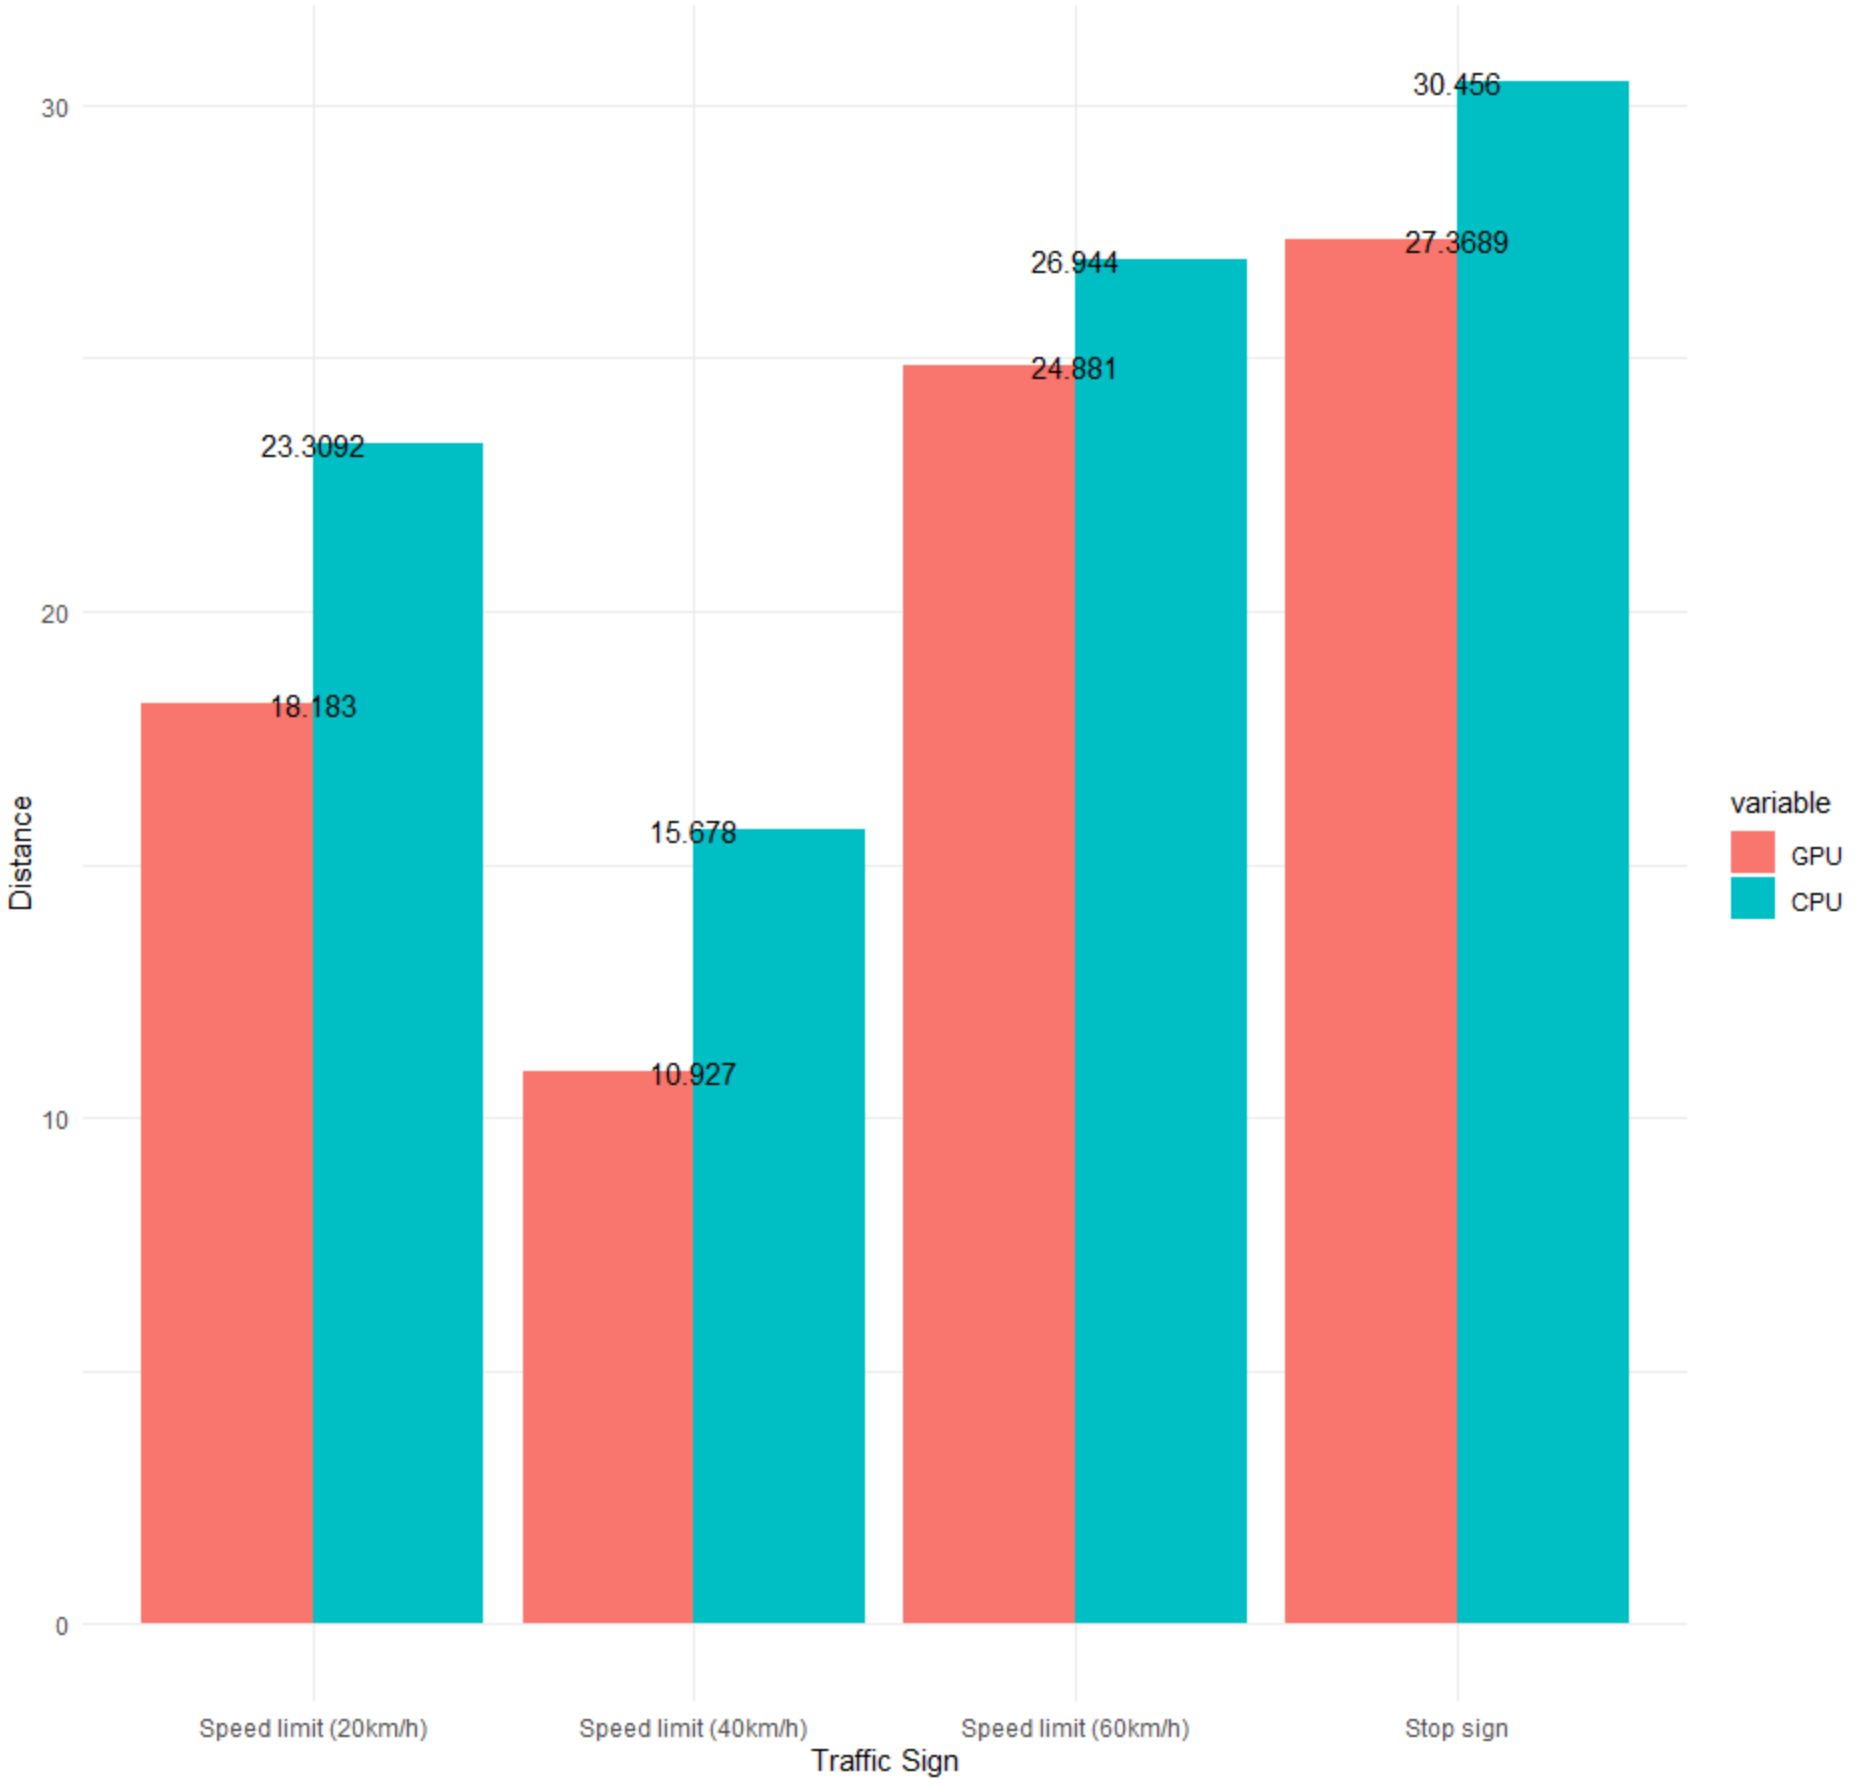 30
20
10
0
Distance
30.456
27.3689
26.944
24.881
23.3092
18.183
15.678
10.927
variable
GPU
CPU
Speed limit (20km/h)
Speed limit (40km/h)
Speed limit (60km/h)
Stop sign
Traffic Sign